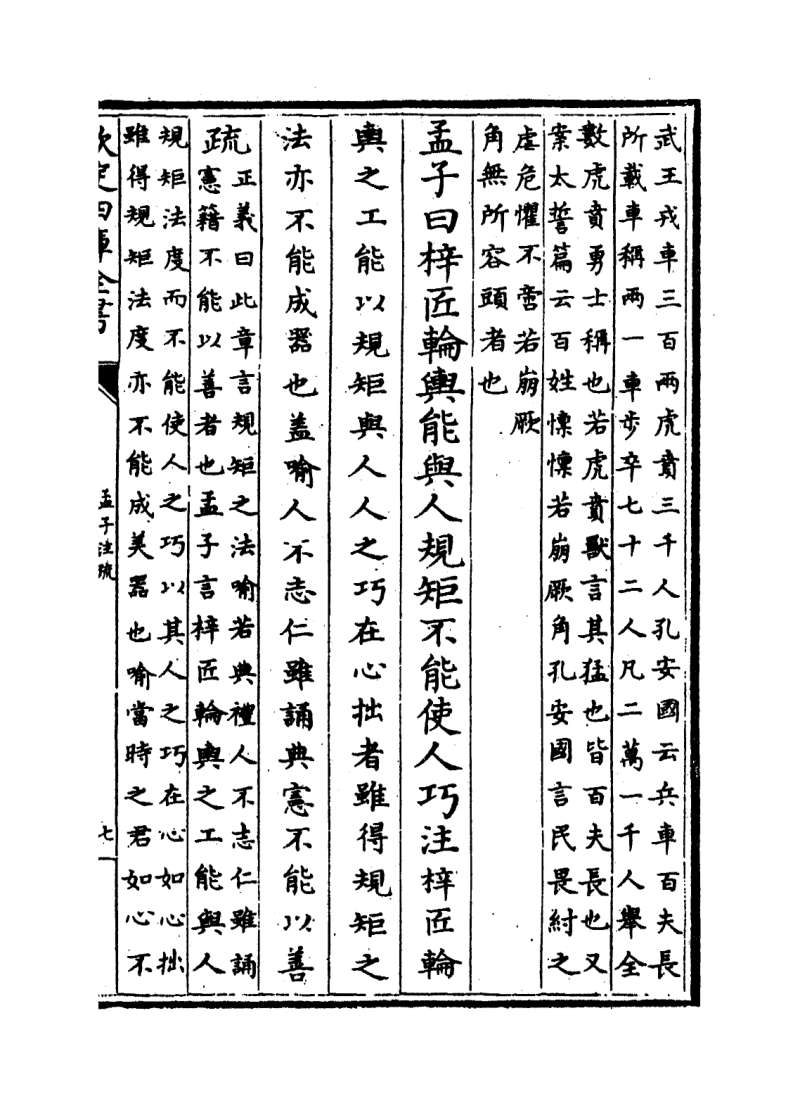 武王戎車三百兩虎賁三千人孔安國云兵車百夫長
所載車稱兩一車步卒七十二人凡二萬一千人舉全
數虎賁勇士稱也若虎賁獸言其猛也皆百夫長也又
案太誓篇云百姓懍懍若崩厥角孔安國言民畏紂之
虐危懼不啻若崩厥
角無所容頭者也
孟子曰梓匠輪輿能與人規矩不能使人巧注梓匠輪
輿之工能以規矩與人人之巧在心拙者雖得規矩之
法亦不能成器也蓋喻人不志仁雖誦典憲不能以善
疏正義曰此章言規矩之法喻若典禮人不志仁雖誦
憲籍不能以善者也孟子言梓匠輪輿之工能與人
規矩法度而不能使人之巧以其人之巧在心如心拙
雖得規矩法度亦不能成美器也喻當時之君如心不
欽定四庫全書
孟子注疏
七